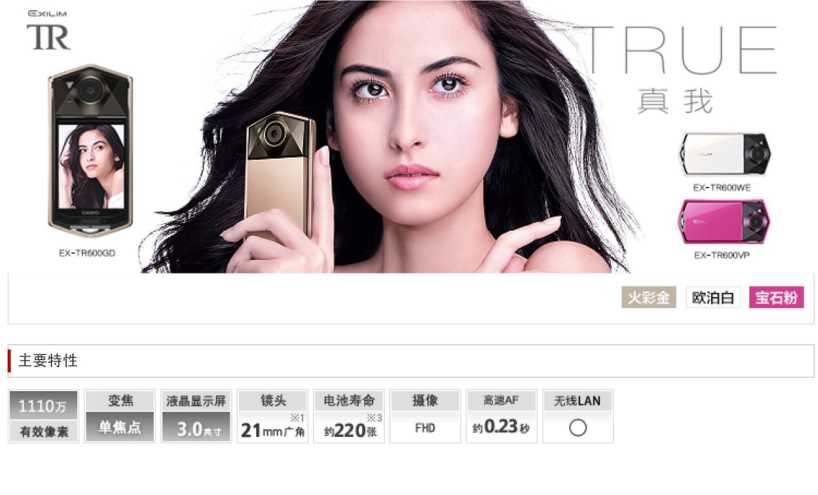 EXILIM
TR
TRUE
真我
EX-TR600WE
EX-TR600VP
CASIO
EX-TR600GD
火彩金 欧泊白 宝石粉
主要特性
1110万
有效像素
变焦
单焦点
液晶显示屏
3.0英寸
镜头
※1
21mm广角
电池寿命
※3
约220张
摄像
FHD
高速AF
约0.23秒
无线LAN
○